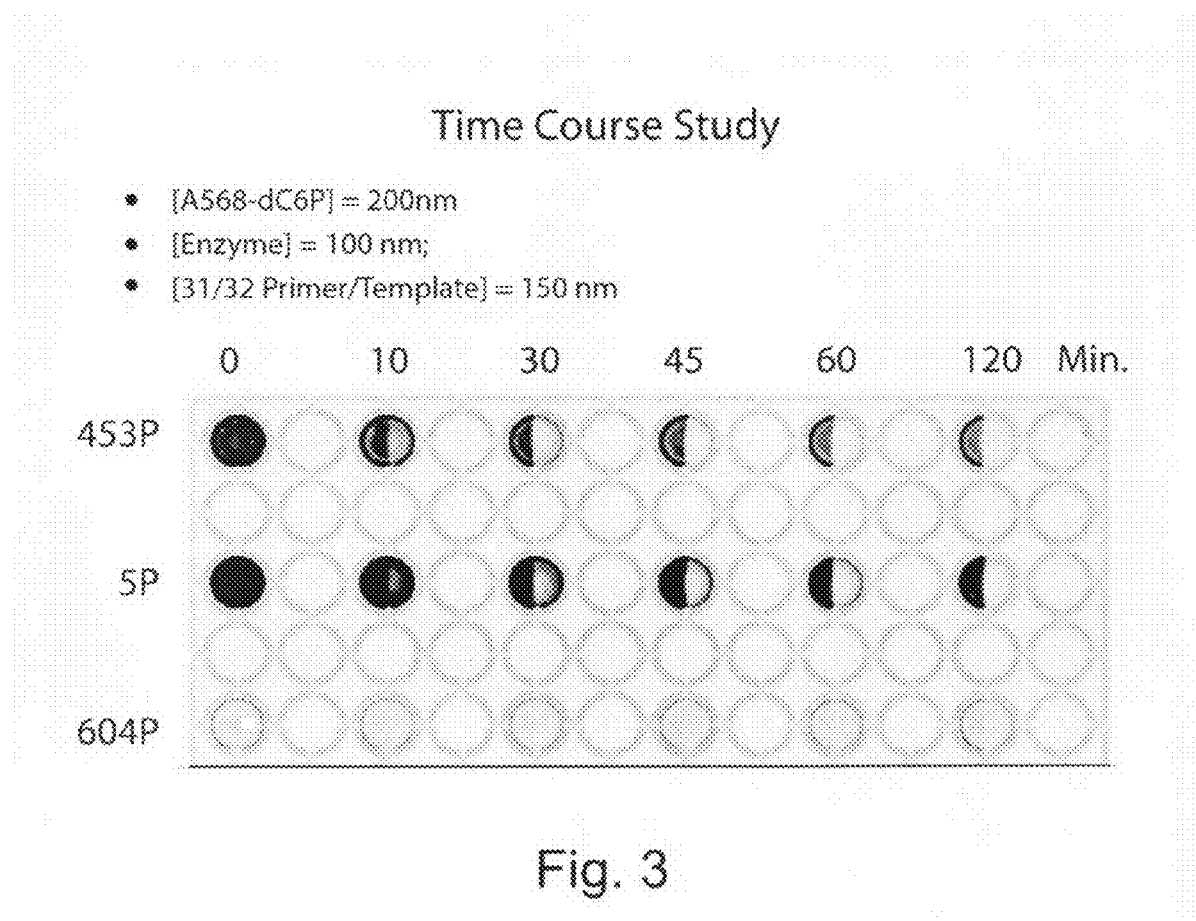 Time Course Study
• [A568-dC6P] = 200nm
• [Enzyme] = 100 nm;
• [31/32 Primer/Template] = 150 nm
0 10 30 45 60 120 Min.
453P
5P
604P
Fig. 3